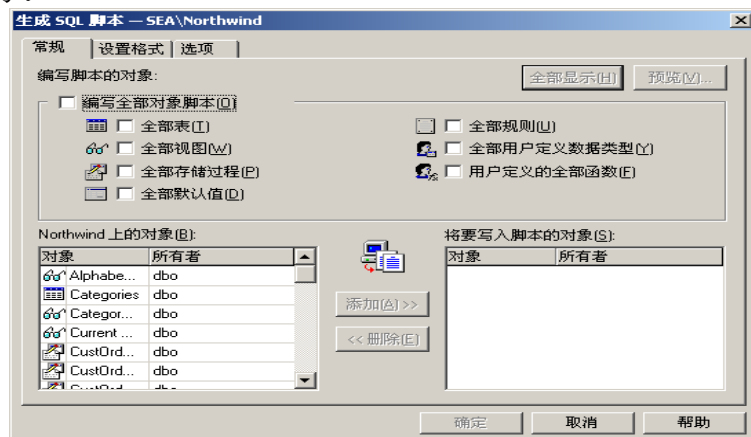 生成 SQL 脚本 — SEA\Northwind
常规 设置格式 选项
编写脚本的对象:
全部显示(H) 预览(V)...
编写全部对象脚本(O)
全部表(T) 全部规则(U)
全部视图(W) 全部用户定义数据类型(Y)
全部存储过程(P) 用户定义的全部函数(F)
全部默认值(D)
Northwind 上的对象(B): 将要写入脚本的对象(S):
对象 所有者 对象 所有者
Alphabe... dbo
Categories dbo
Categor... dbo
添加(A) >>
Current ... dbo
<< 删除(E)
CustOrd... dbo
CustOrd... dbo
CustOrd dbo
确定 取消 帮助